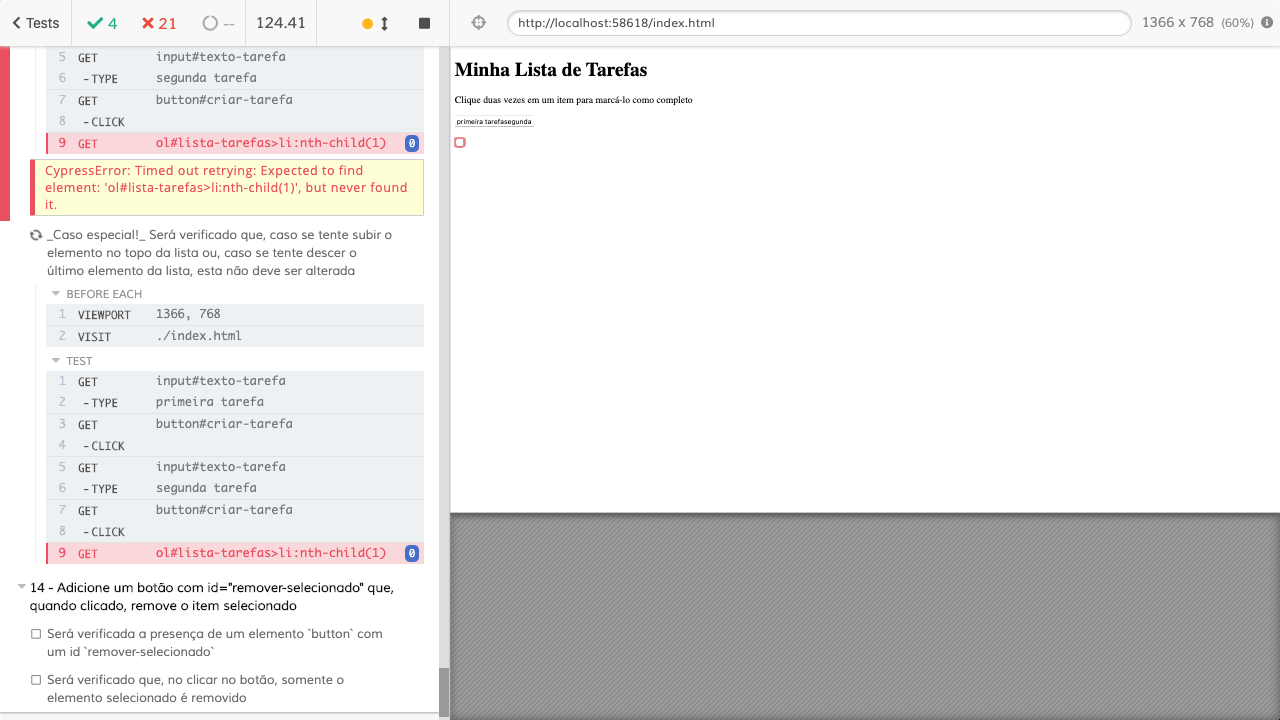 Tests 4 21 -- 124.41
5 GET input#texto-tarefa
6 -TYPE segunda tarefa
7 GET button#criar-tarefa
8 -CLICK
9 GET ol#lista-tarefas>li:nth-child(1) 0
CypressError: Timed out retrying: Expected to find
element: 'ol#lista-tarefas>li:nth-child(1)', but never found
it.
_Caso especial!_ Será verificado que, caso se tente subir o
elemento no topo da lista ou, caso se tente descer o
último elemento da lista, esta não deve ser alterada
BEFORE EACH
1 VIEWPORT 1366, 768
2 VISIT ./index.html
TEST
1 GET input#texto-tarefa
2 -TYPE primeira tarefa
3 GET button#criar-tarefa
4 -CLICK
5 GET input#texto-tarefa
6 -TYPE segunda tarefa
7 GET button#criar-tarefa
8 -CLICK
9 GET ol#lista-tarefas>li:nth-child(1) 0
14 - Adicione um botão com id="remover-selecionado" que,
quando clicado, remove o item selecionado
Será verificada a presença de um elemento `button` com
um id `remover-selecionado`
Será verificado que, no clicar no botão, somente o
elemento selecionado é removido
http://localhost:58618/index.html 1366 x 768 (60%)
Minha Lista de Tarefas
Clique duas vezes em um item para marcá-lo como completo
primeira tarefasegunda